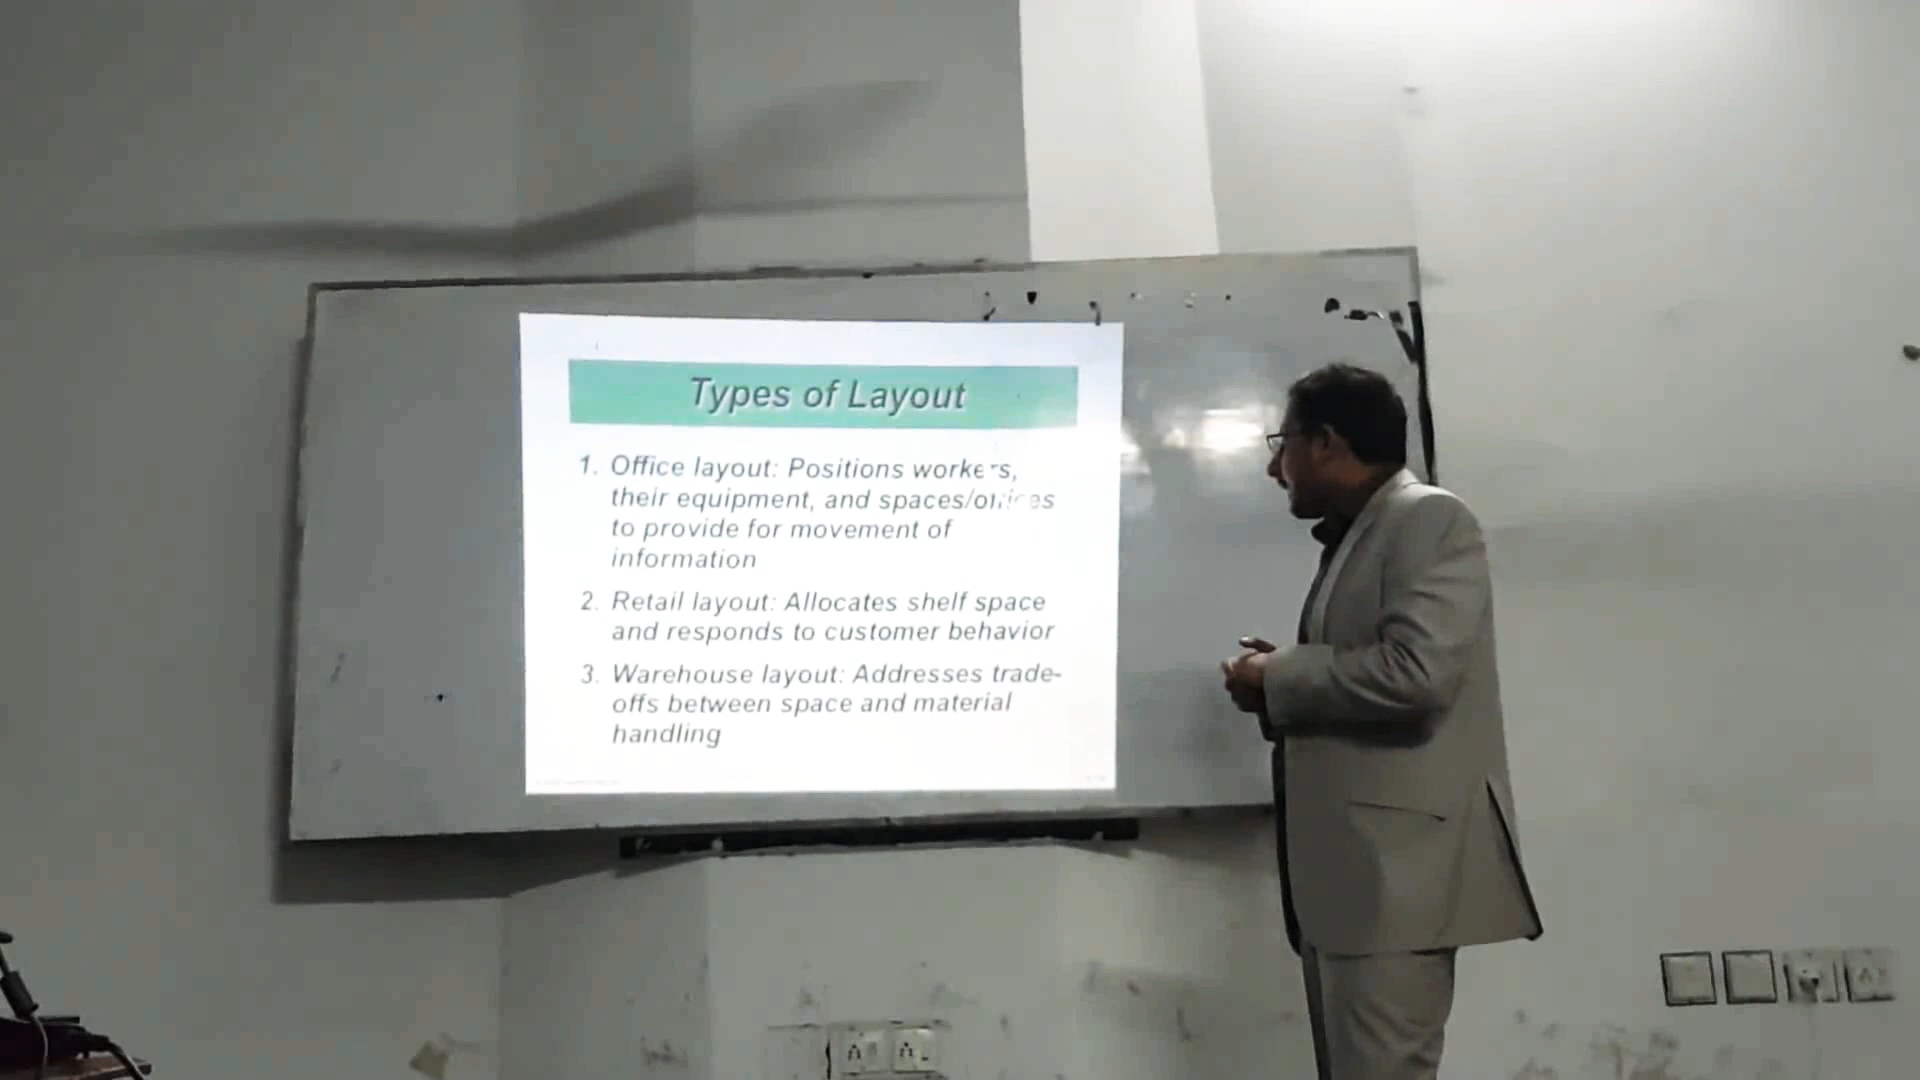 Types of Layout
1. Office layout: Positions workers,
their equipment, and spaces/offices
to provide for movement of
information
2. Retail layout: Allocates shelf space
and responds to customer behavior
3. Warehouse layout: Addresses trade-
offs between space and material
handling